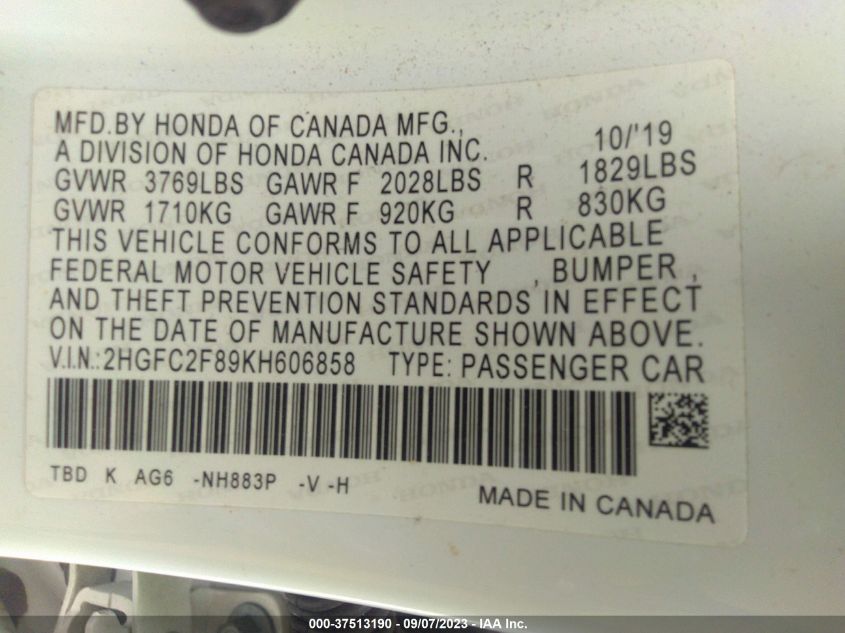 MFD.BY HONDA OF CANADA MFG.,
A DIVISION OF HONDA CANADA INC. 10/'19
GVWR 3769LBS GAWR F 2028LBS R 1829LBS
GVWR 1710KG GAWR F 920KG R 830KG
THIS VEHICLE CONFORMS TO ALL APPLICABLE
FEDERAL MOTOR VEHICLE SAFETY , BUMPER ,
AND THEFT PREVENTION STANDARDS IN EFFECT
ON THE DATE OF MANUFACTURE SHOWN ABOVE.
V.I.N.:2HGFC2F89KH606858 TYPE: PASSENGER CAR
TBD K AG6 -NH883P -V -H
MADE IN CANADA
000-37513190 - 09/07/2023 - IAA Inc.